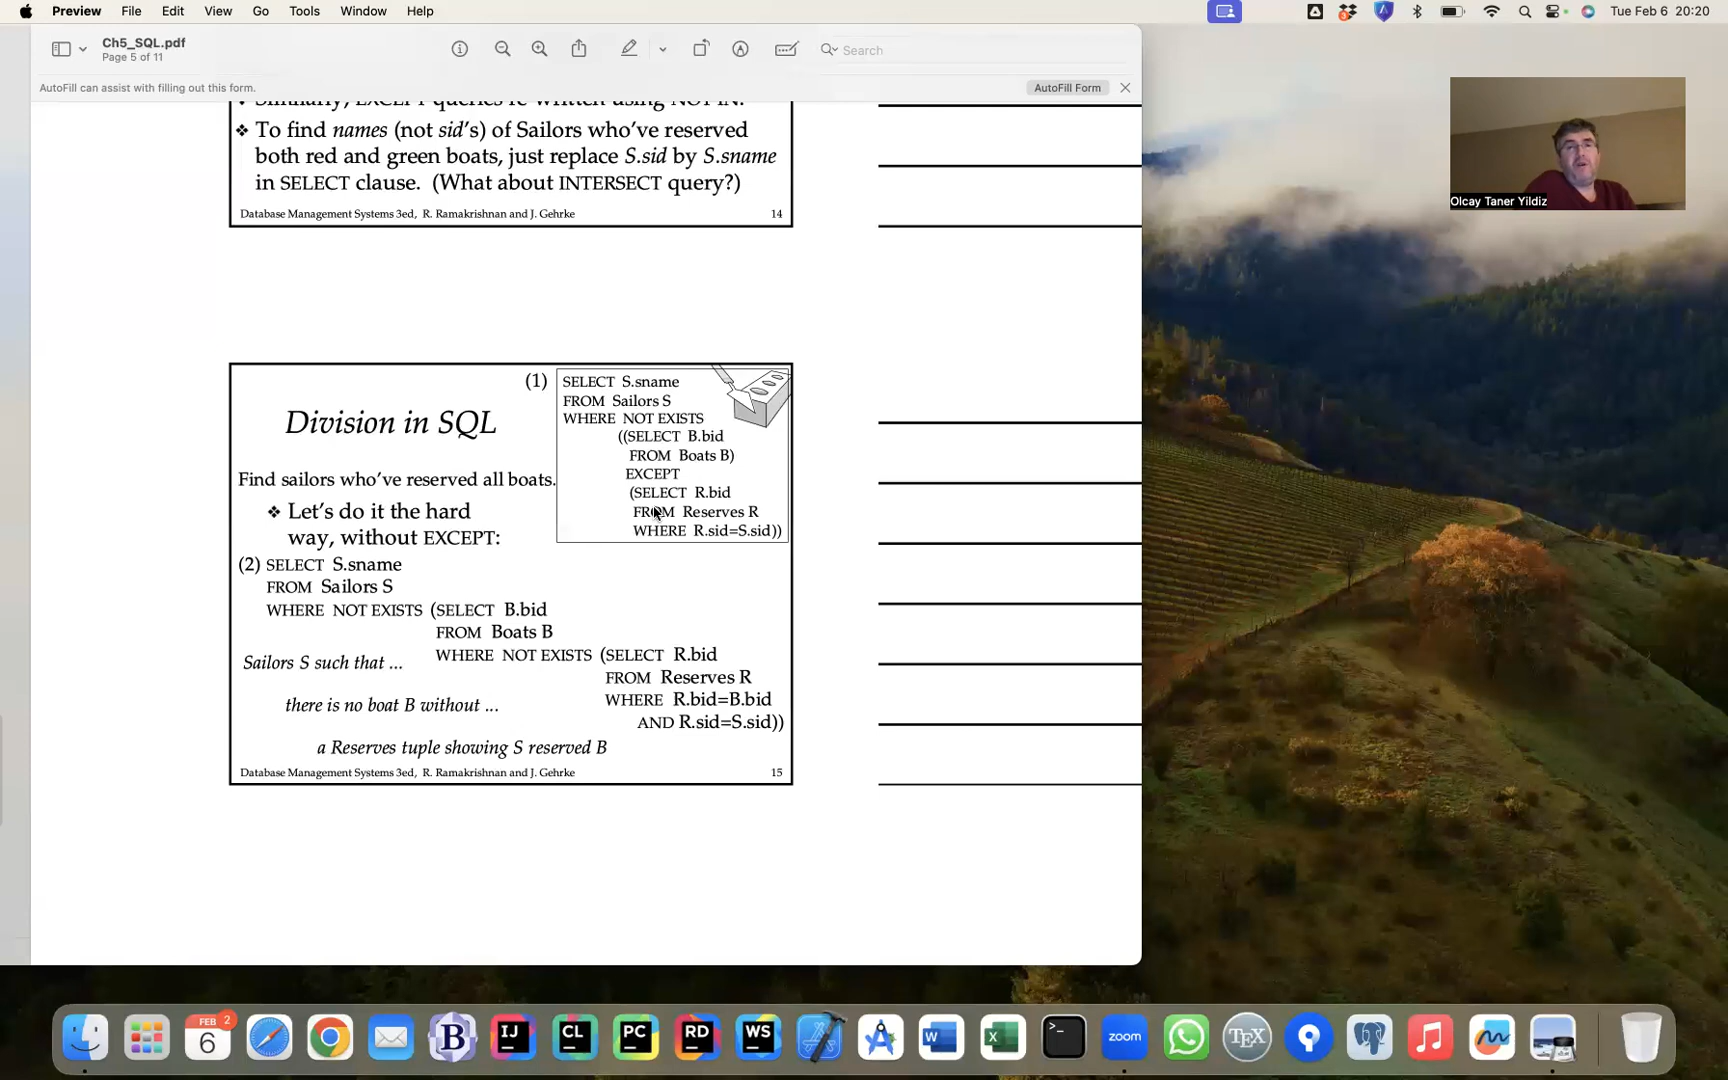 Preview File Edit View Go Tools Window Help
Tue Feb 6 20:20
Ch5_SQL.pdf
Page 5 of 11
Search
AutoFill can assist with filling out this form.
AutoFill Form
Similarly, EXCEPT queries re-written using NOT IN.
❖ To find names (not sid's) of Sailors who've reserved
both red and green boats, just replace S.sid by S.sname
in SELECT clause. (What about INTERSECT query?)
Database Management Systems 3ed, R. Ramakrishnan and J. Gehrke 14
Division in SQL
(1) SELECT S.sname
FROM Sailors S
WHERE NOT EXISTS
((SELECT B.bid
FROM Boats B)
EXCEPT
(SELECT R.bid
FROM Reserves R
WHERE R.sid=S.sid))
Find sailors who've reserved all boats.
❖ Let's do it the hard
way, without EXCEPT:
(2) SELECT S.sname
FROM Sailors S
WHERE NOT EXISTS (SELECT B.bid
FROM Boats B
WHERE NOT EXISTS (SELECT R.bid
FROM Reserves R
WHERE R.bid=B.bid
AND R.sid=S.sid))
Sailors S such that ...
there is no boat B without ...
a Reserves tuple showing S reserved B
Database Management Systems 3ed, R. Ramakrishnan and J. Gehrke 15
Olcay Taner Yildiz
FEB 2
6
B
IJ
CL
PC
RD
WS
W
X
>_
zoom
TEX